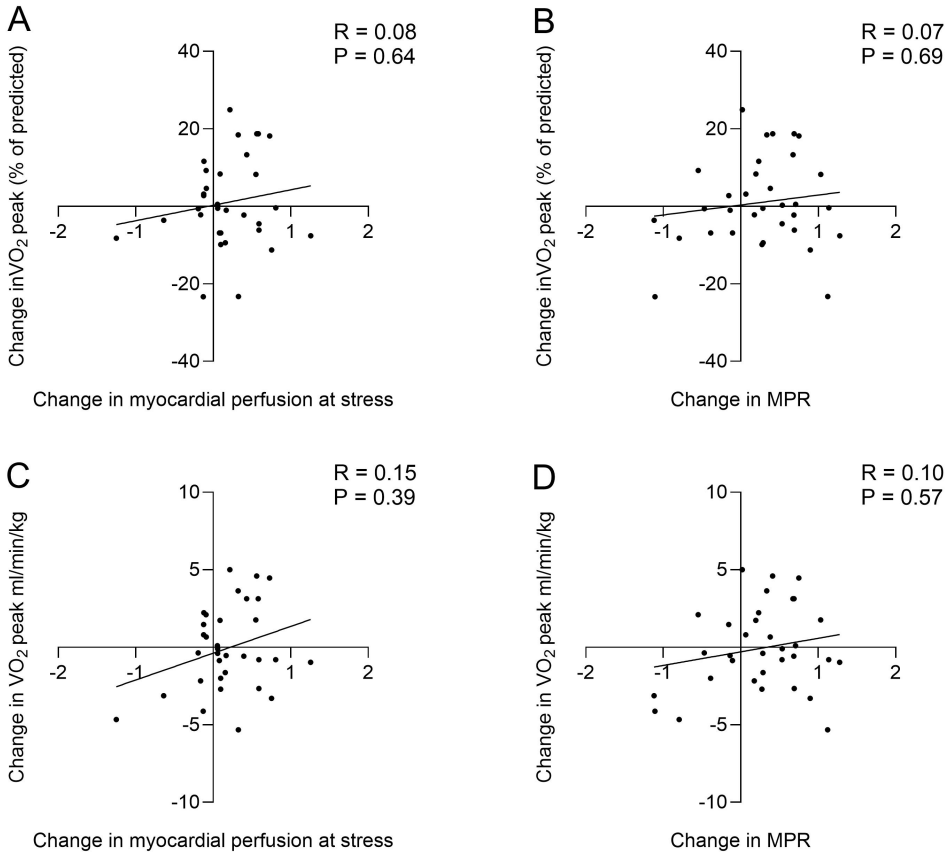 A
R = 0.08
P = 0.64
Change inVO2 peak (% of predicted)
40
20
-20
-40
-2
-1
1
2
Change in myocardial perfusion at stress
B
R = 0.07
P = 0.69
Change inVO2 peak (% of predicted)
40
20
-20
-40
-2
-1
1
2
Change in MPR
C
R = 0.15
P = 0.39
Change in VO2 peak ml/min/kg
10
5
-5
-10
-2
-1
1
2
Change in myocardial perfusion at stress
D
R = 0.10
P = 0.57
Change in VO2 peak ml/min/kg
10
5
-5
-10
-2
-1
1
2
Change in MPR